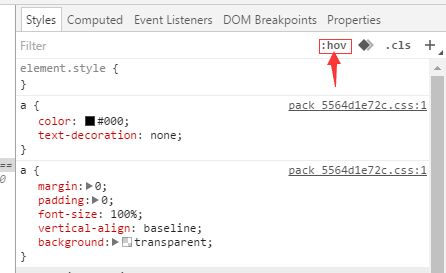 Styles Computed Event Listeners DOM Breakpoints Properties
Filter :hov .cls +
element.style {
}
a { pack_5564d1e72c.css:1
color: #000;
text-decoration: none;
}
a { pack_5564d1e72c.css:1
margin: 0;
padding: 0;
font-size: 100%;
vertical-align: baseline;
background: transparent;
}
==
0